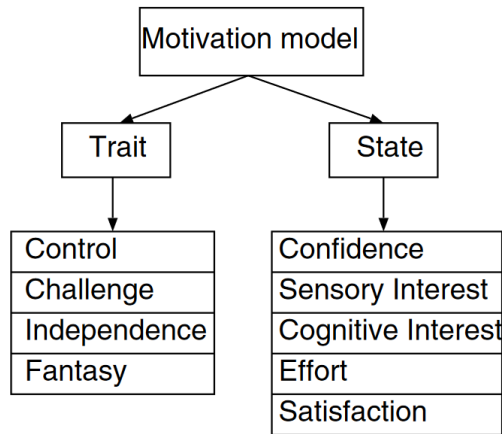 Motivation model
Trait
State
Control
Challenge
Independence
Fantasy
Confidence
Sensory Interest
Cognitive Interest
Effort
Satisfaction